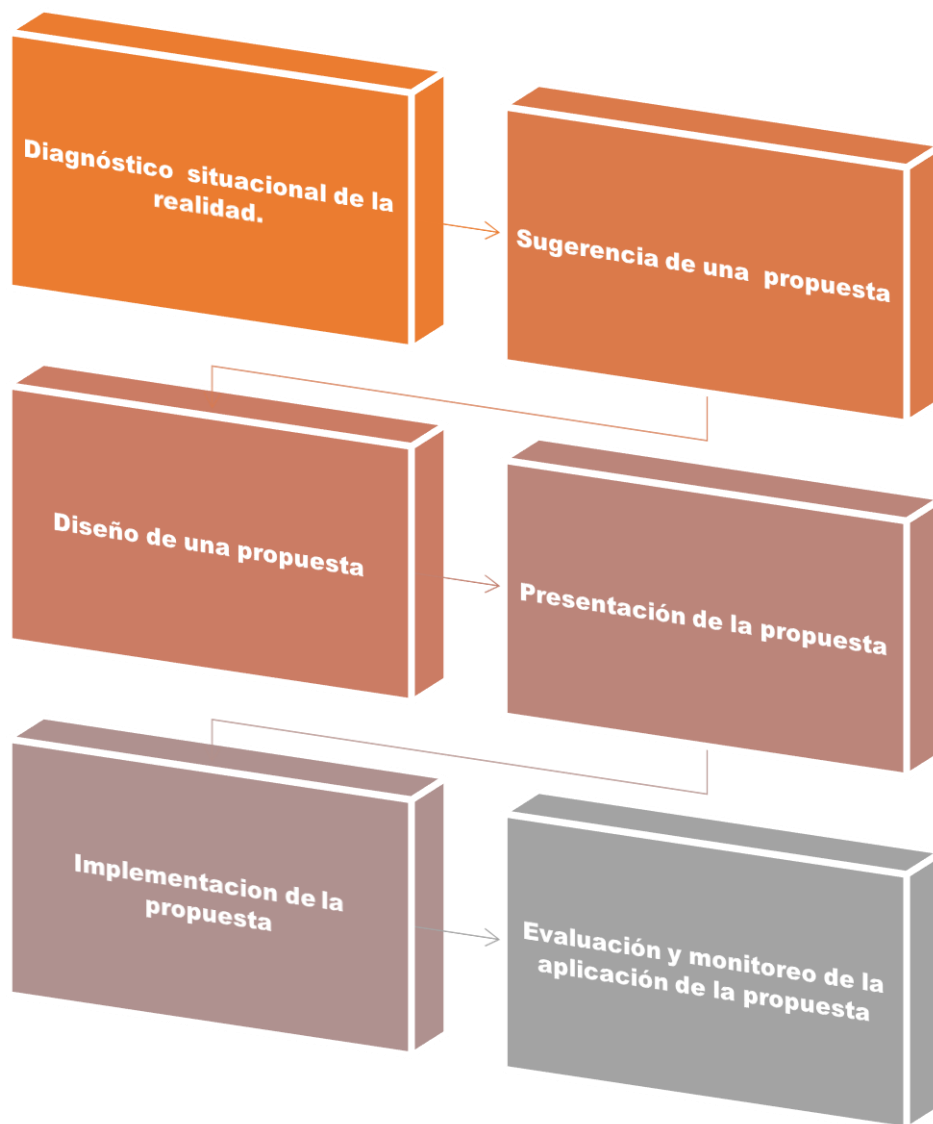 Diagnóstico situacional de la
realidad.
Sugerencia de una propuesta
Diseño de una propuesta
Presentación de la propuesta
Implementacion de la
propuesta
Evaluación y monitoreo de la
aplicación de la propuesta